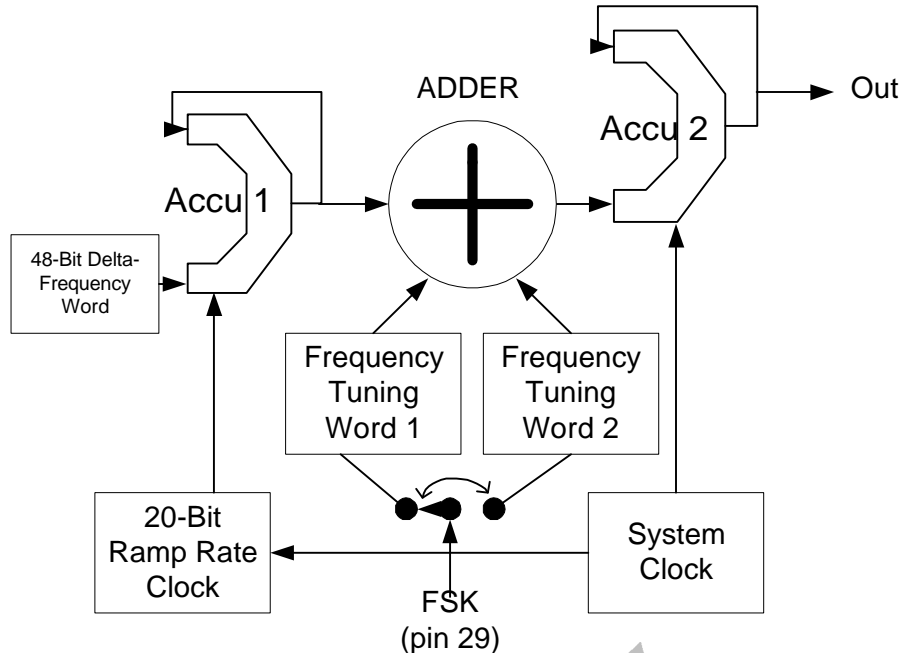 ADDER
Out
Accu 2
Accu 1
48-Bit Delta-
Frequency
Word
Frequency
Tuning
Word 1
Frequency
Tuning
Word 2
20-Bit
Ramp Rate
Clock
System
Clock
FSK
(pin 29)